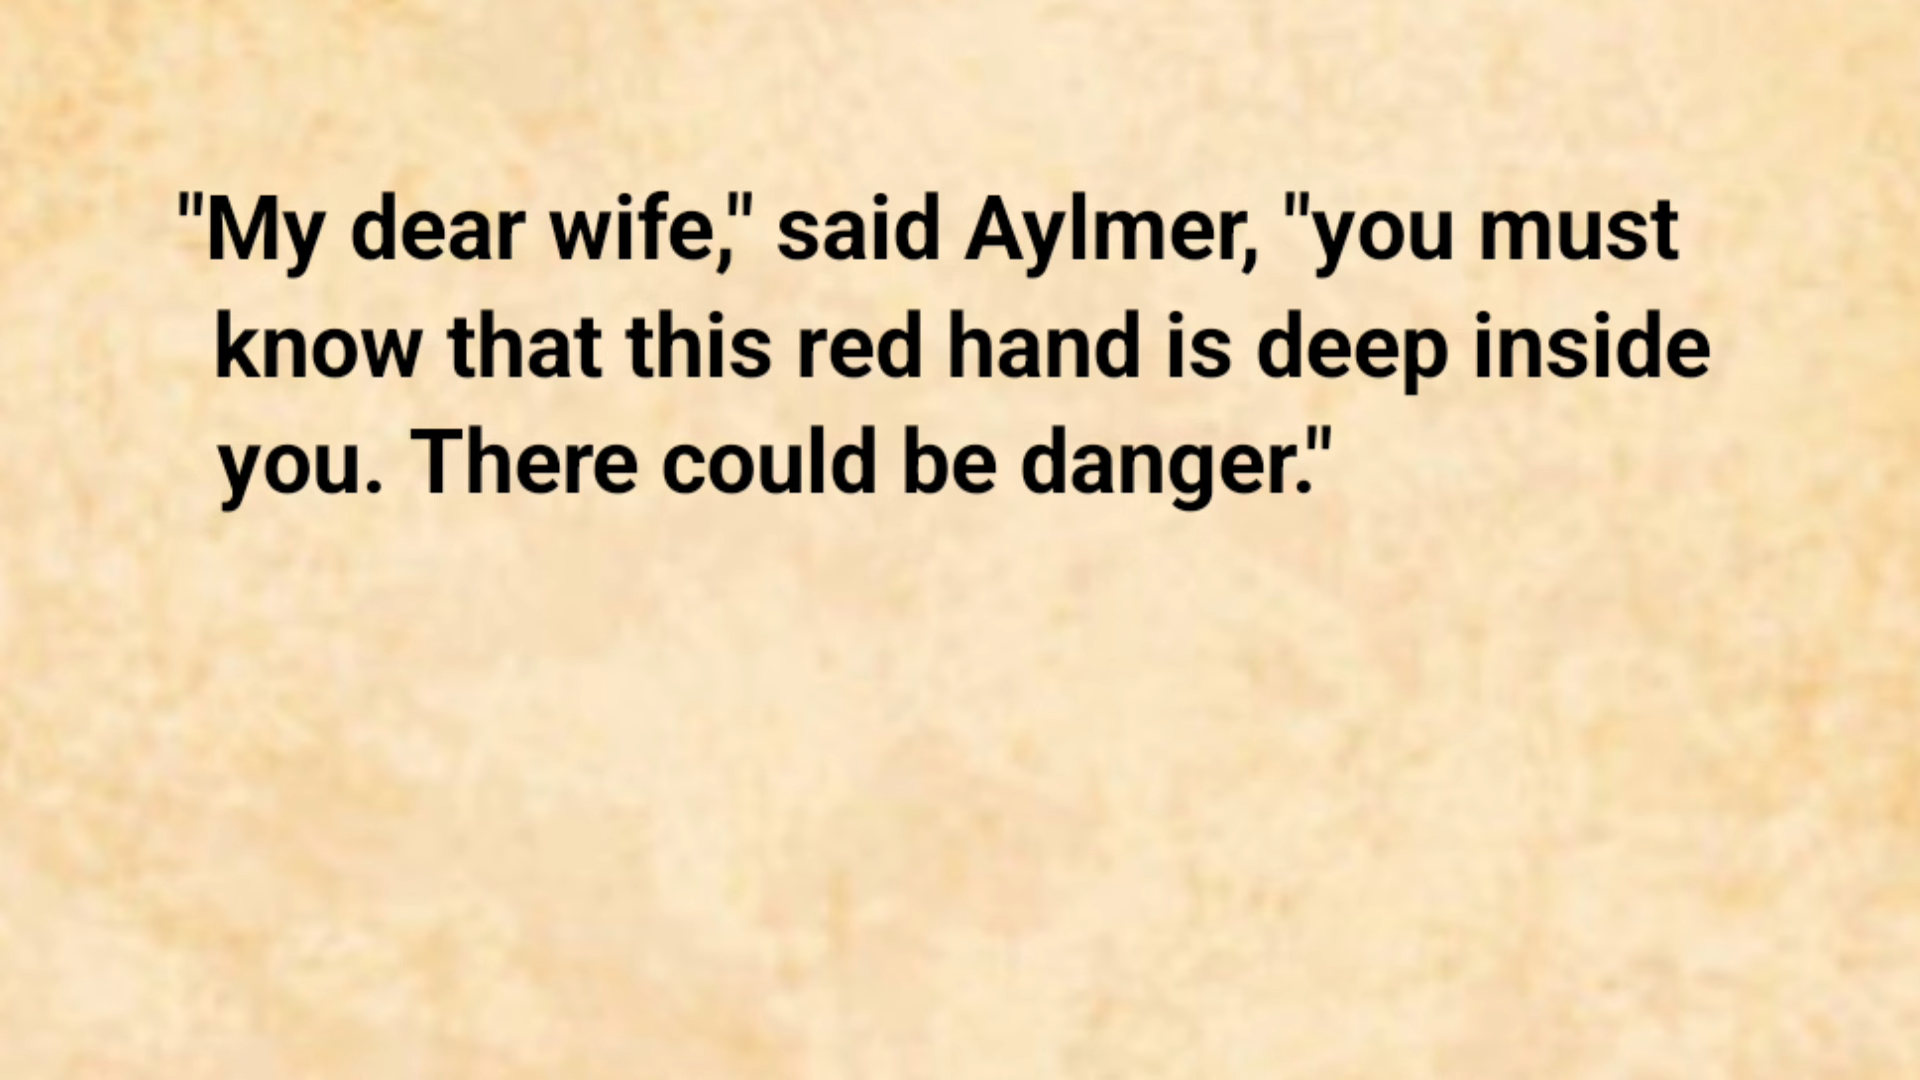 "My dear wife," said Aylmer, "you must
know that this red hand is deep inside
you. There could be danger."